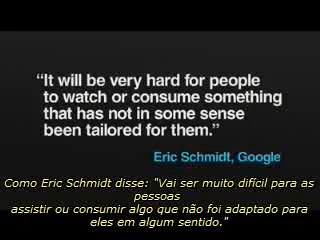 “It will be very hard for people
to watch or consume something
that has not in some sense
been tailored for them.”
Eric Schmidt, Google
Como Eric Schmidt disse: "Vai ser muito difícil para as
pessoas
assistir ou consumir algo que não foi adaptado para
eles em algum sentido."